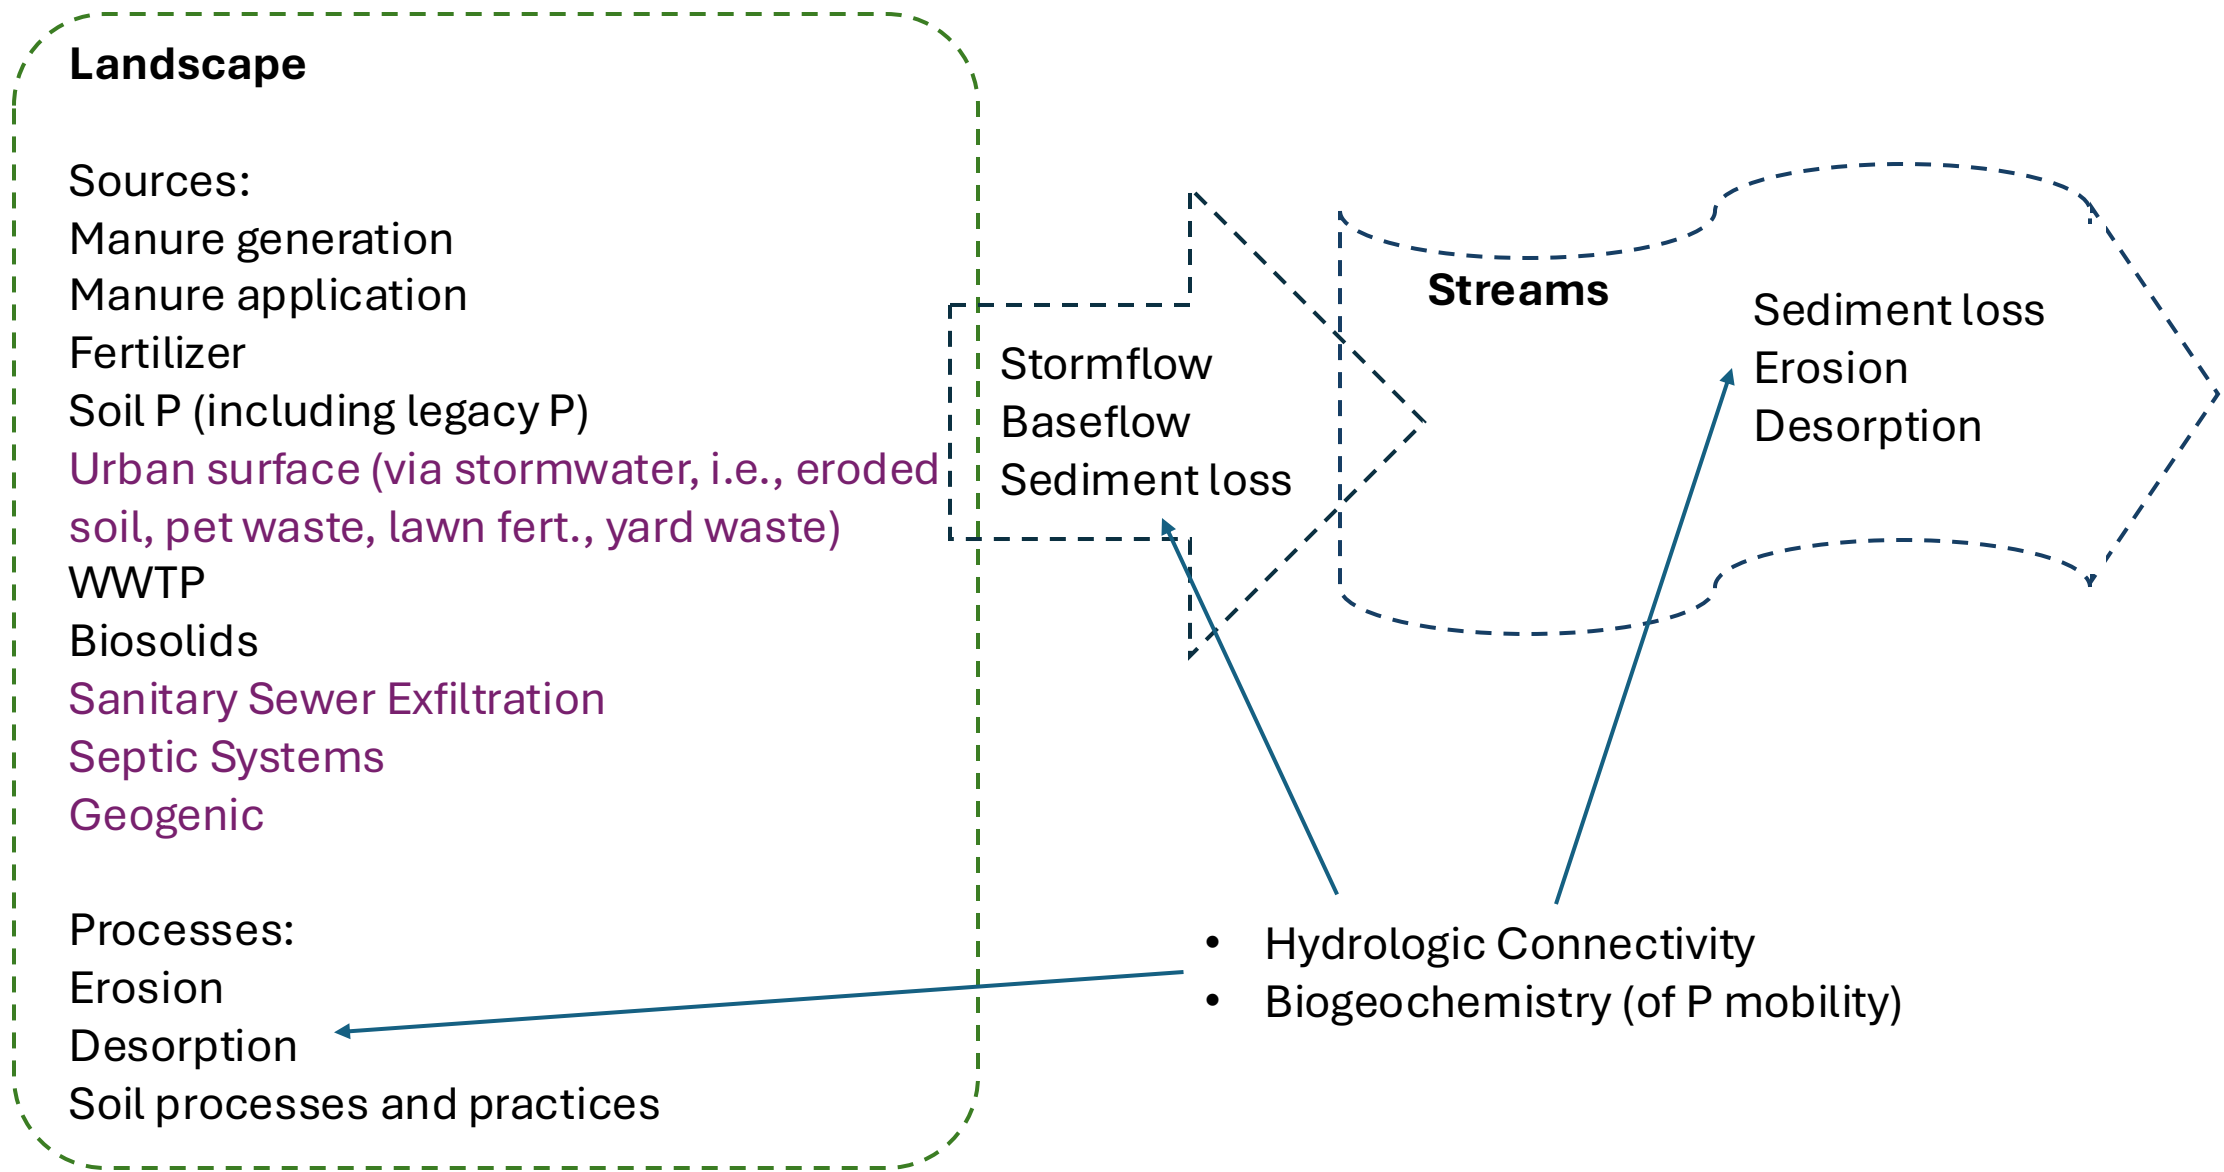 Landscape
Sources:
Manure generation
Manure application
Fertilizer
Soil P (including legacy P)
Urban surface (via stormwater, i.e., eroded
soil, pet waste, lawn fert., yard waste)
WWTP
Biosolids
Sanitary Sewer Exfiltration
Septic Systems
Geogenic
Processes:
Erosion
Desorption
Soil processes and practices
Stormflow
Baseflow
Sediment loss
Streams
Sediment loss
Erosion
Desorption
• Hydrologic Connectivity
• Biogeochemistry (of P mobility)